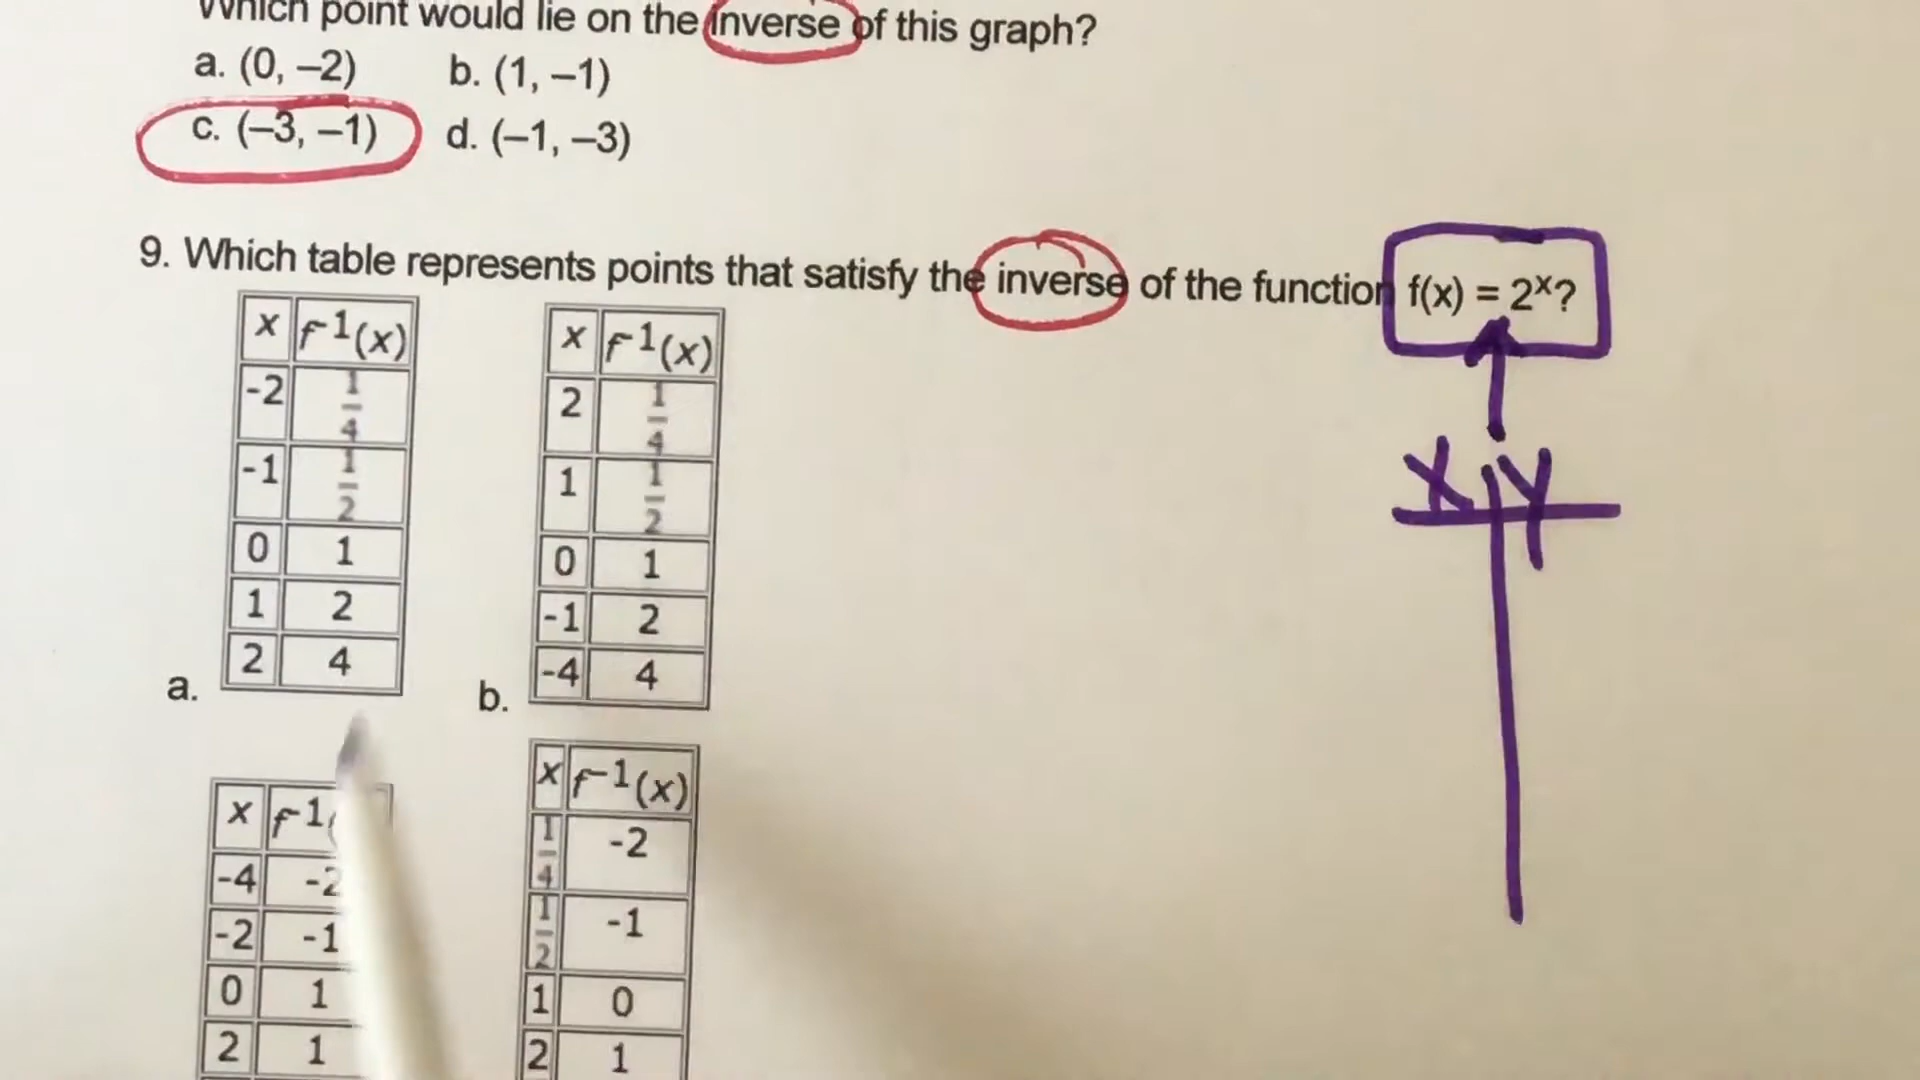 Which point would lie on the inverse of this graph?
a. (0, –2) b. (1, –1)
c. (–3, –1) d. (–1, –3)
9. Which table represents points that satisfy the inverse of the function f(x) = 2ˣ?
x f⁻¹(x)
-2 1/4
-1 1/2
0 1
1 2
2 4
a.
x f⁻¹(x)
2 1/4
1 1/2
0 1
-1 2
-4 4
b.
x y
x f⁻¹(
-4 -2
-2 -1
0 1
2 1
x f⁻¹(x)
1/4 -2
1/2 -1
1 0
2 1